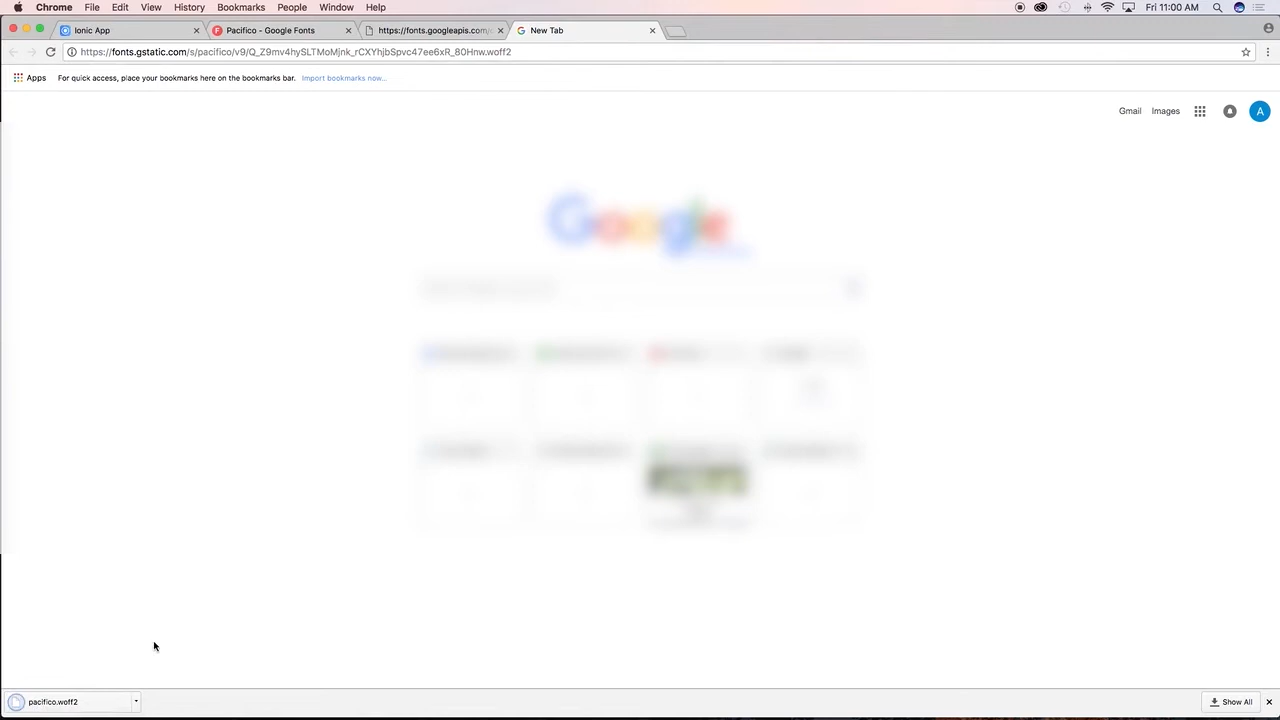 Chrome File Edit View History Bookmarks People Window Help Fri 11:00 AM
Ionic App Pacifico - Google Fonts https://fonts.googleapis.com/ New Tab
https://fonts.gstatic.com/s/pacifico/v9/Q_Z9mv4hySLTMoMjnk_rCXYhjbSpvc47ee6xR_80Hnw.woff2
Apps For quick access, place your bookmarks here on the bookmarks bar. Import bookmarks now...
Gmail Images A
Google
pacifico.woff2 Show All